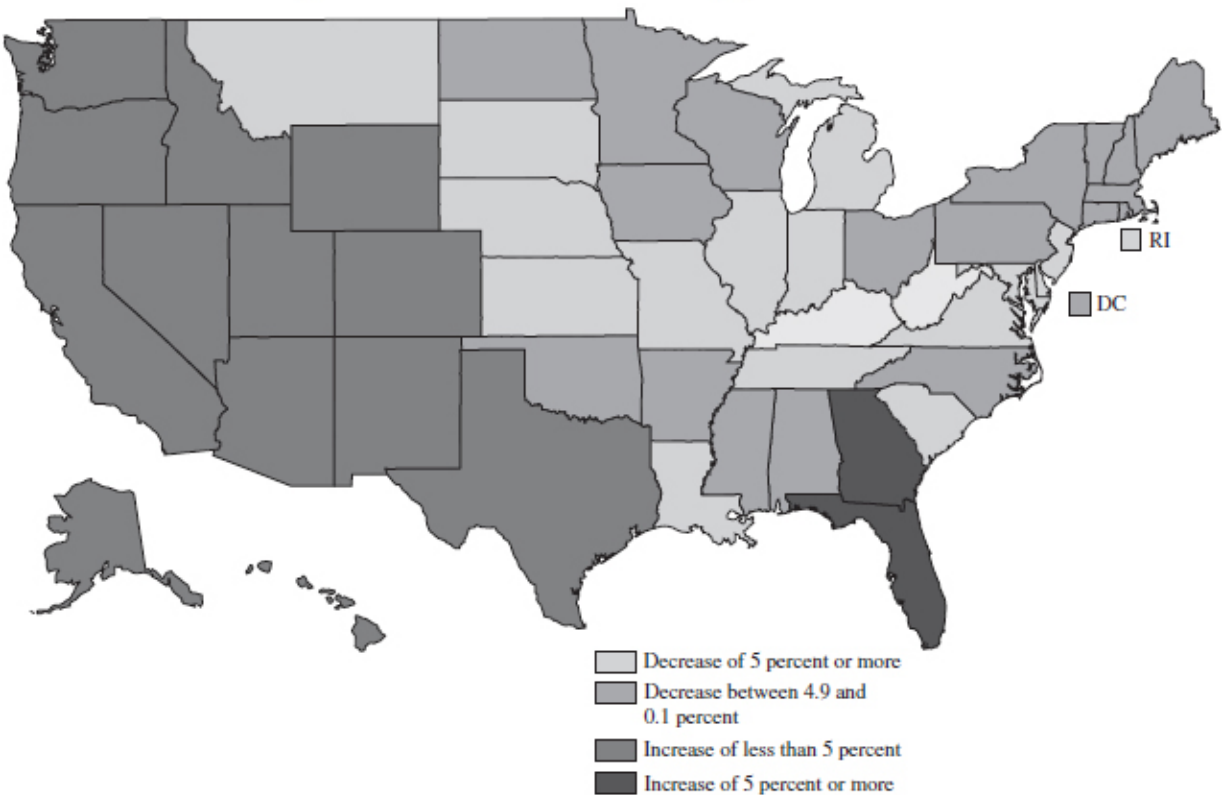 RI
DC
Decrease of 5 percent or more
Decrease between 4.9 and
0.1 percent
Increase of less than 5 percent
Increase of 5 percent or more